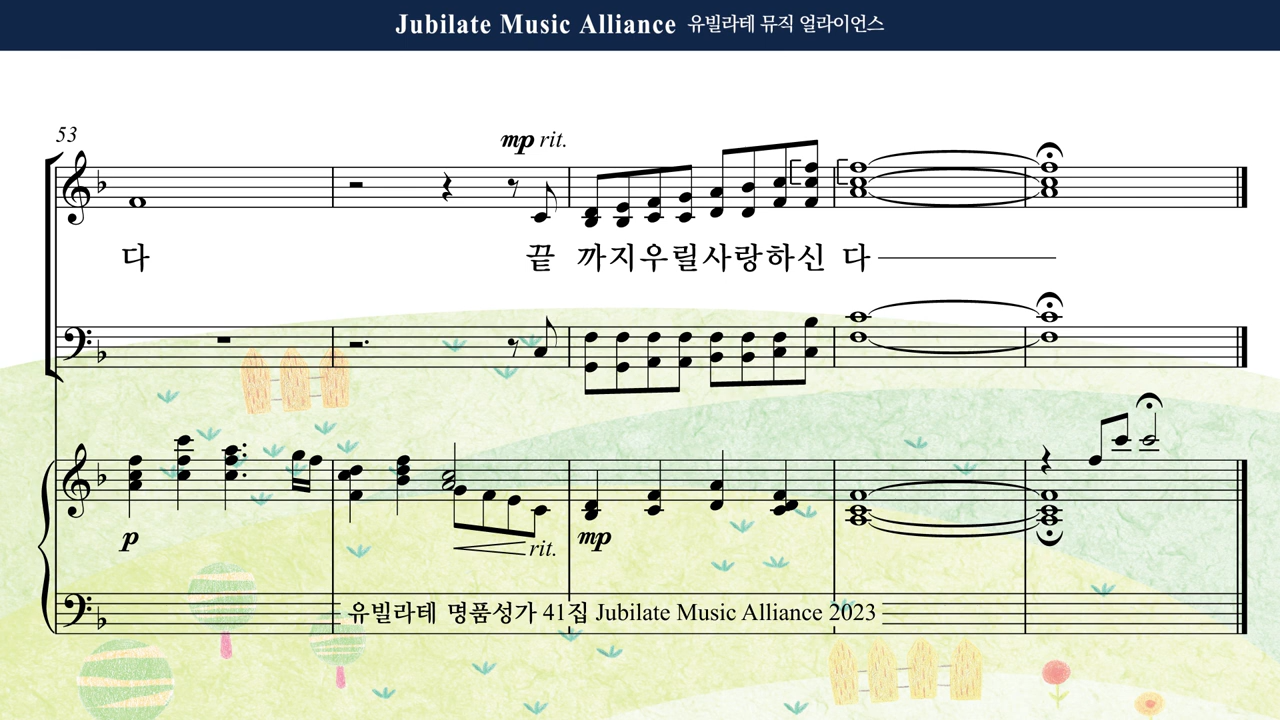 Jubilate Music Alliance 유빌라테 뮤직 얼라이언스
53
mp rit.
다 끝 까지우릴사랑하신 다
p rit. mp
유빌라테 명품성가 41집 Jubilate Music Alliance 2023